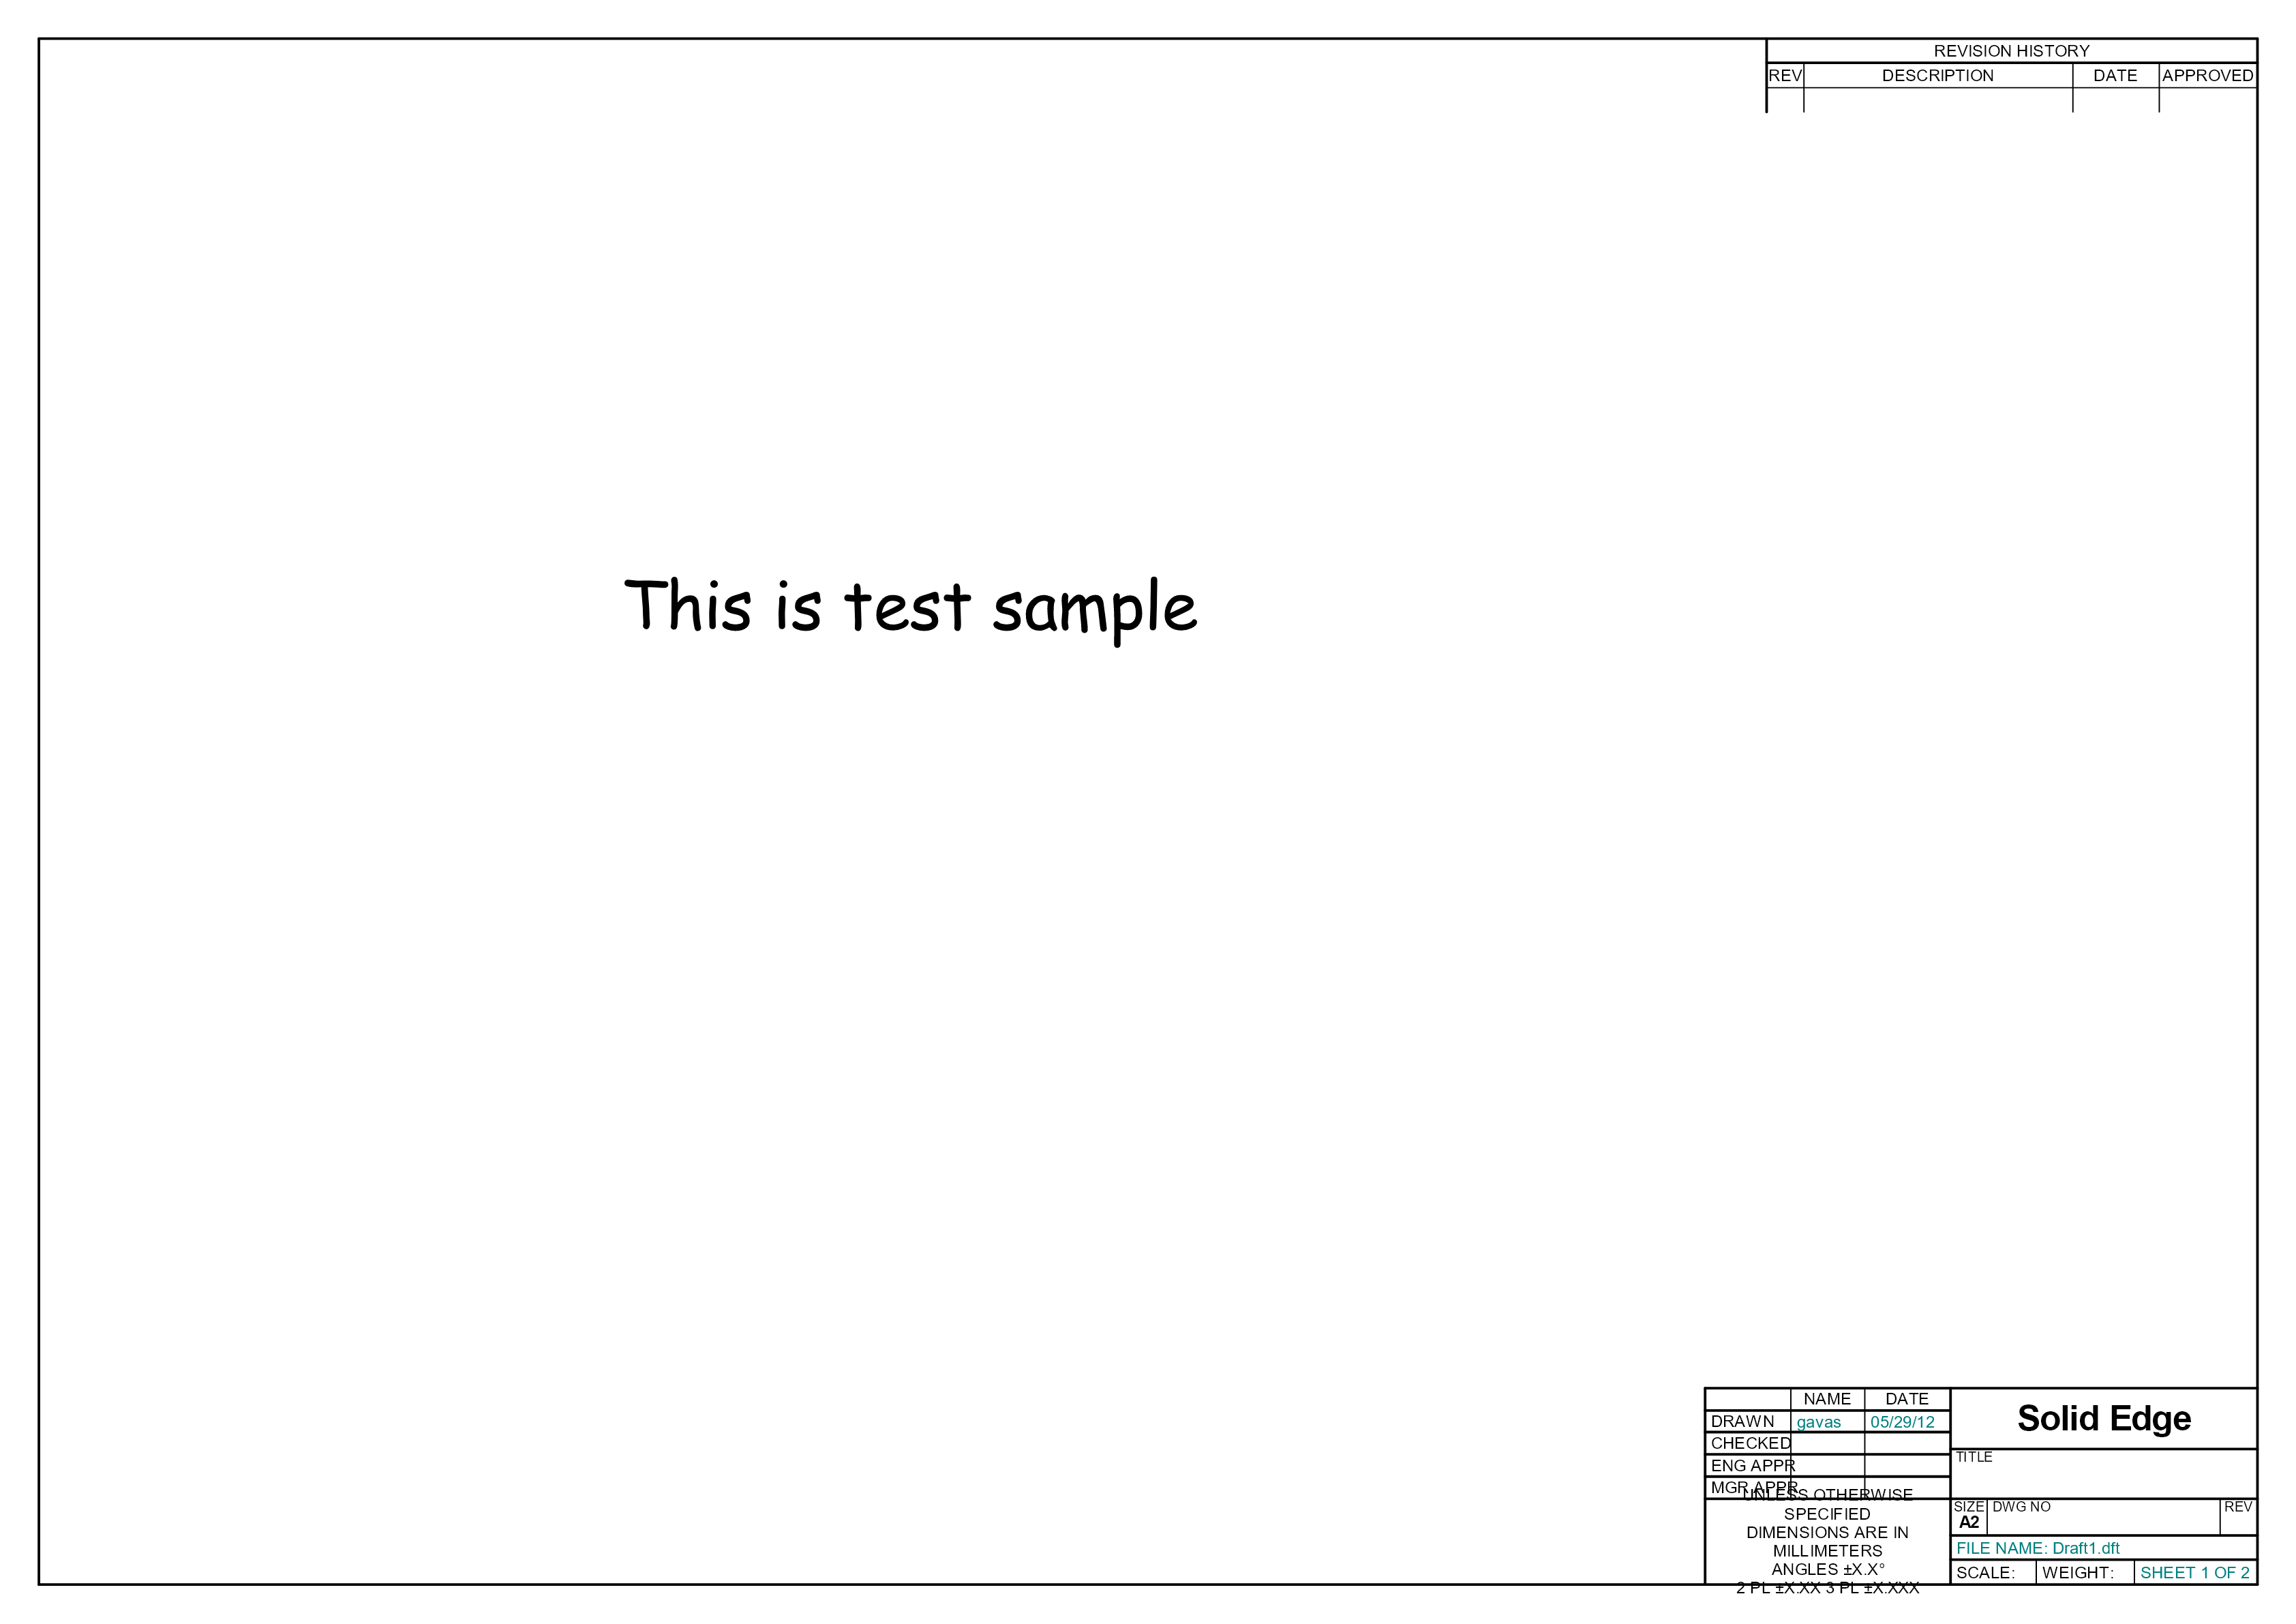 REVISION HISTORY
REV DESCRIPTION DATE APPROVED
This is test sample
NAME DATE
DRAWN gavas 05/29/12
CHECKED
ENG APPR
MGR APPR
UNLESS OTHERWISE
SPECIFIED
DIMENSIONS ARE IN
MILLIMETERS
ANGLES ±X.X°
2 PL ±X.XX 3 PL ±X.XXX
Solid Edge
TITLE
SIZE DWG NO REV
A2
FILE NAME: Draft1.dft
SCALE: WEIGHT: SHEET 1 OF 2